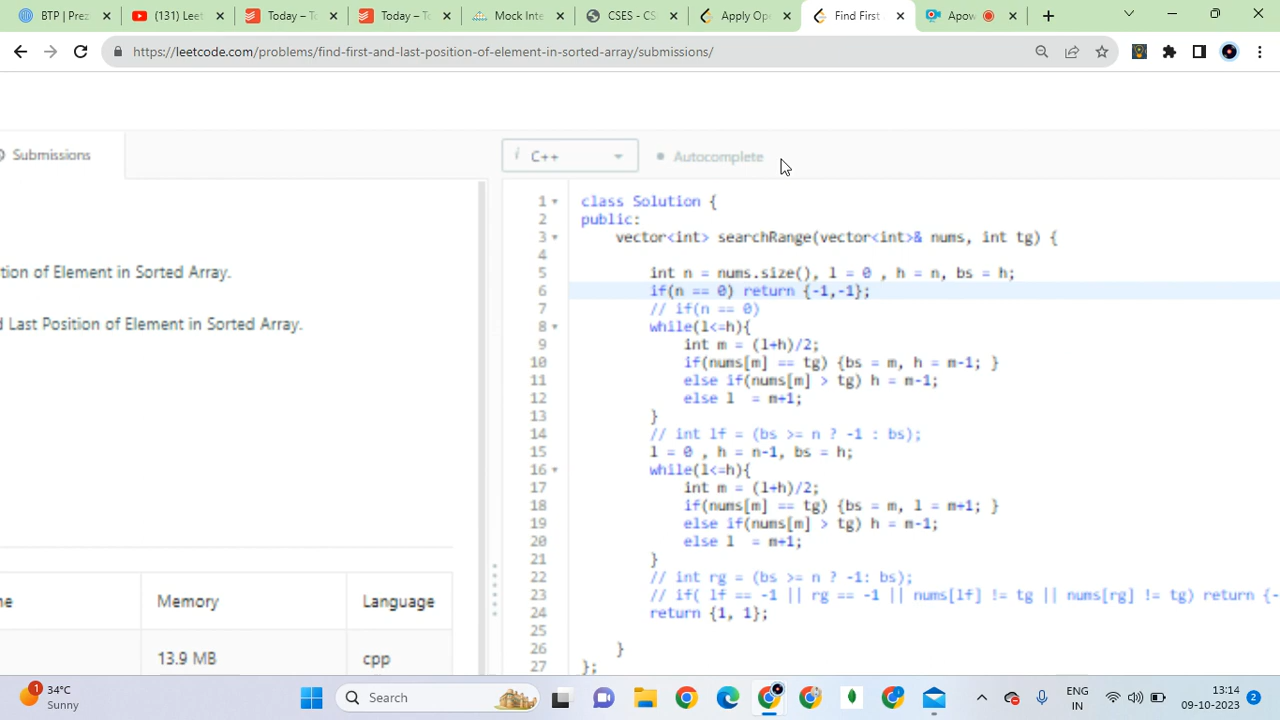 BTP | Prez
(131) Leet
Today – To
Today – To
Mock Inte
CSES - CS
Apply Op
Find First
Apow
https://leetcode.com/problems/find-first-and-last-position-of-element-in-sorted-array/submissions/
Submissions
i C++
Autocomplete
tion of Element in Sorted Array.
d Last Position of Element in Sorted Array.
1 class Solution {
2 public:
3 vector<int> searchRange(vector<int>& nums, int tg) {
4
5 int n = nums.size(), l = 0 , h = n, bs = h;
6 if(n == 0) return {-1,-1};
7 // if(n == 0)
8 while(l<=h){
9 int m = (l+h)/2;
10 if(nums[m] == tg) {bs = m, h = m-1; }
11 else if(nums[m] > tg) h = m-1;
12 else l = m+1;
13 }
14 // int lf = (bs >= n ? -1 : bs);
15 l = 0 , h = n-1, bs = h;
16 while(l<=h){
17 int m = (l+h)/2;
18 if(nums[m] == tg) {bs = m, l = m+1; }
19 else if(nums[m] > tg) h = m-1;
20 else l = m+1;
21 }
22 // int rg = (bs >= n ? -1: bs);
23 // if( lf == -1 || rg == -1 || nums[lf] != tg || nums[rg] != tg) return {-
24 return {1, 1};
25
26 }
27 };
ne
Memory
Language
13.9 MB
cpp
1
34°C
Sunny
Search
ENG
IN
13:14
09-10-2023
2